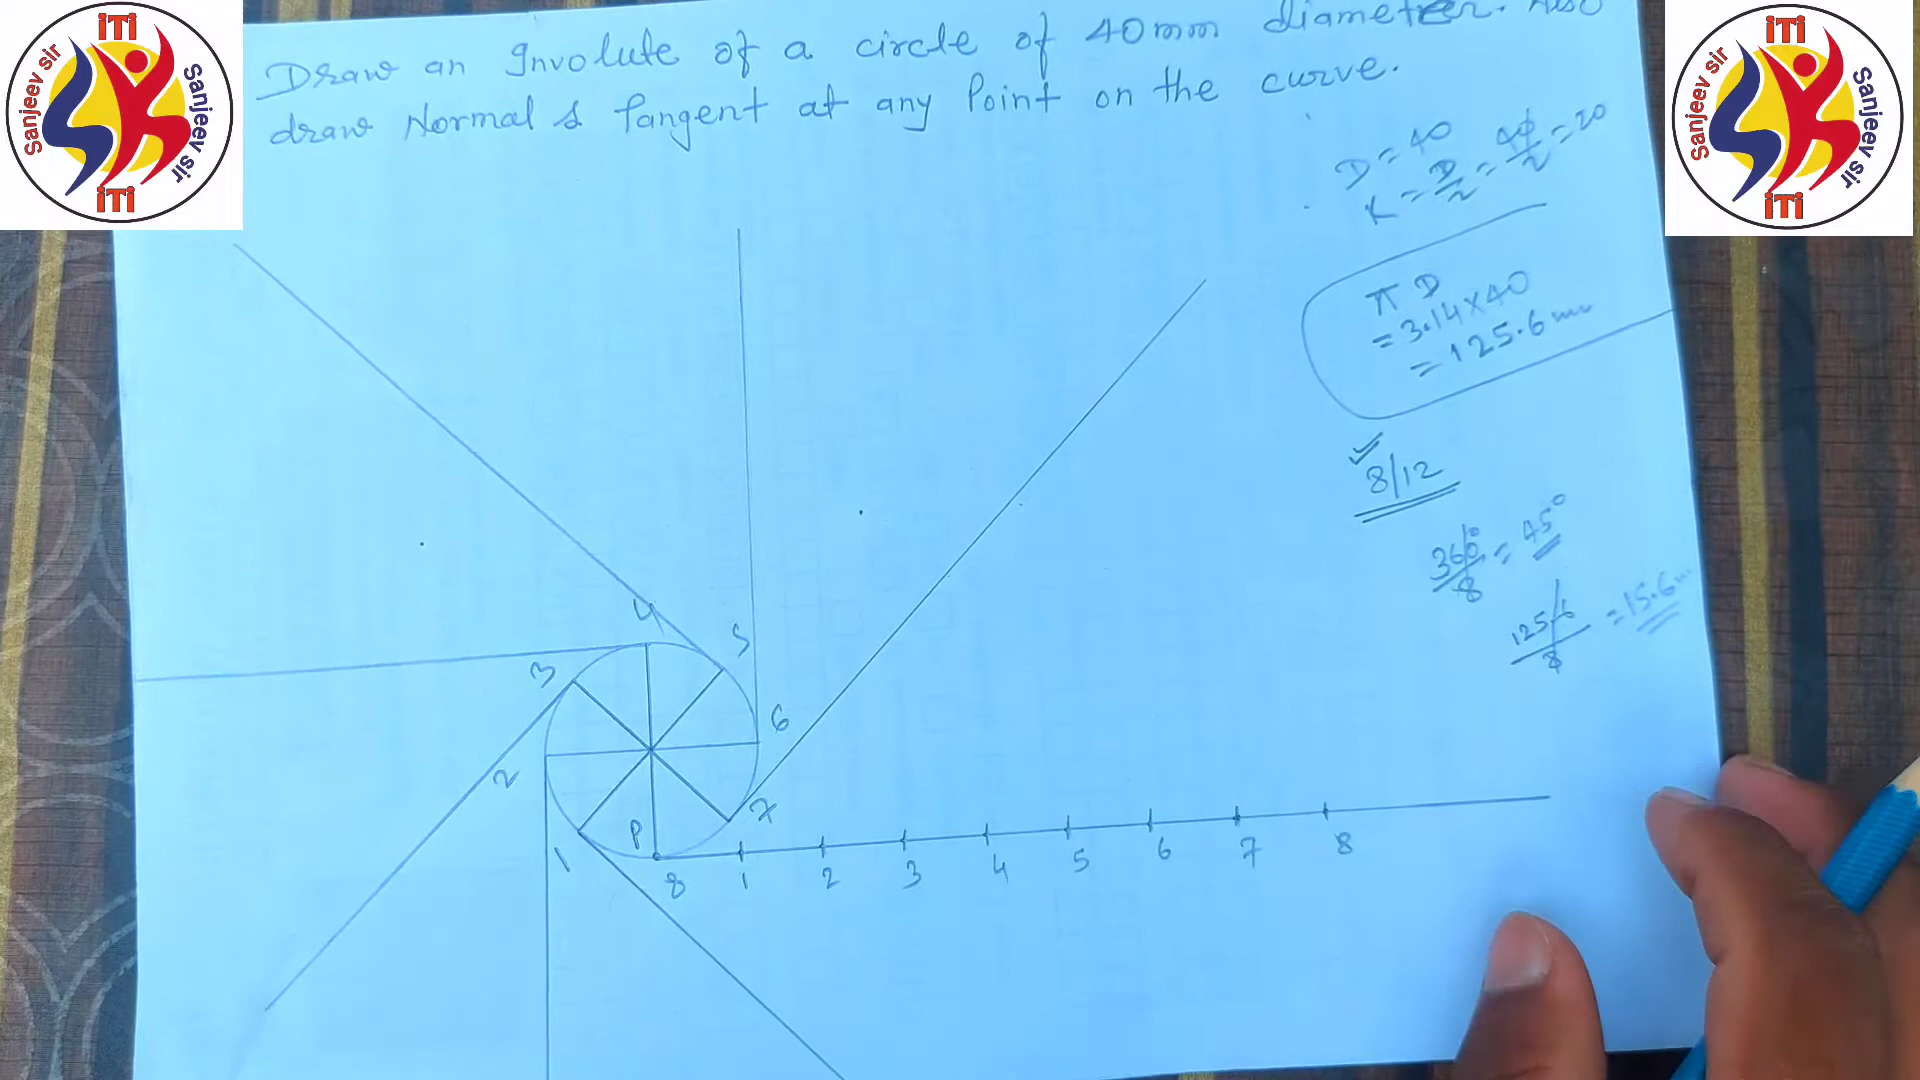 iTi
Sanjeev sir
Sanjeev sir
iTi
iTi
Sanjeev sir
Sanjeev sir
iTi
Draw an Involute of a circle of 40mm diameter. Also
draw Normal & Tangent at any Point on the curve.
D = 40
R = D/2 = 40/2 = 20
π D
= 3.14×40
= 125.6 mm
8/12
360°/8 = 45°
125.6/8 = 15.6
4
5
3
6
2
7
P
1
8 1 2 3 4 5 6 7 8